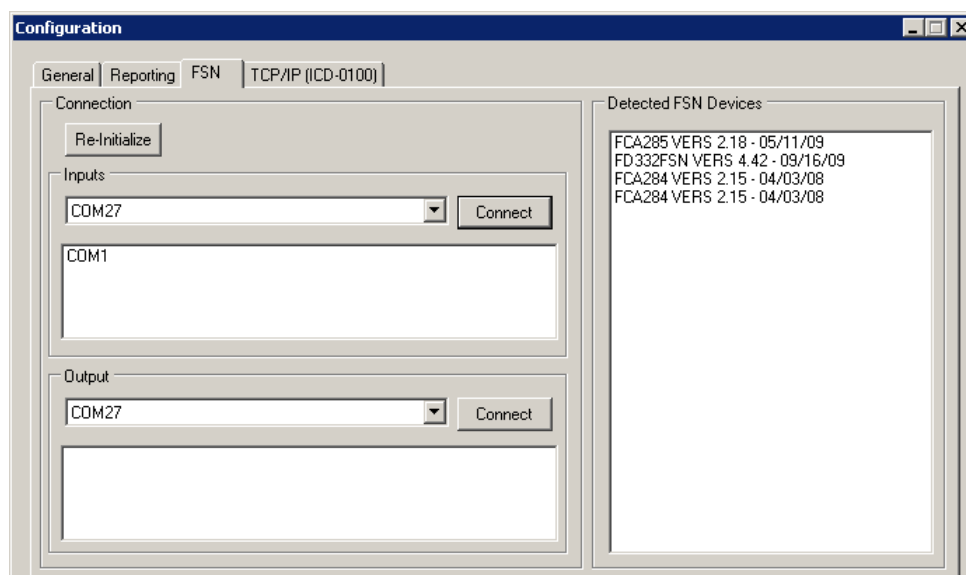 Configuration
General Reporting FSN TCP/IP (ICD-0100)
Connection
Re-Initialize
Inputs
COM27 Connect
COM1
Output
COM27 Connect
Detected FSN Devices
FCA285 VERS 2.18 - 05/11/09
FD332FSN VERS 4.42 - 09/16/09
FCA284 VERS 2.15 - 04/03/08
FCA284 VERS 2.15 - 04/03/08